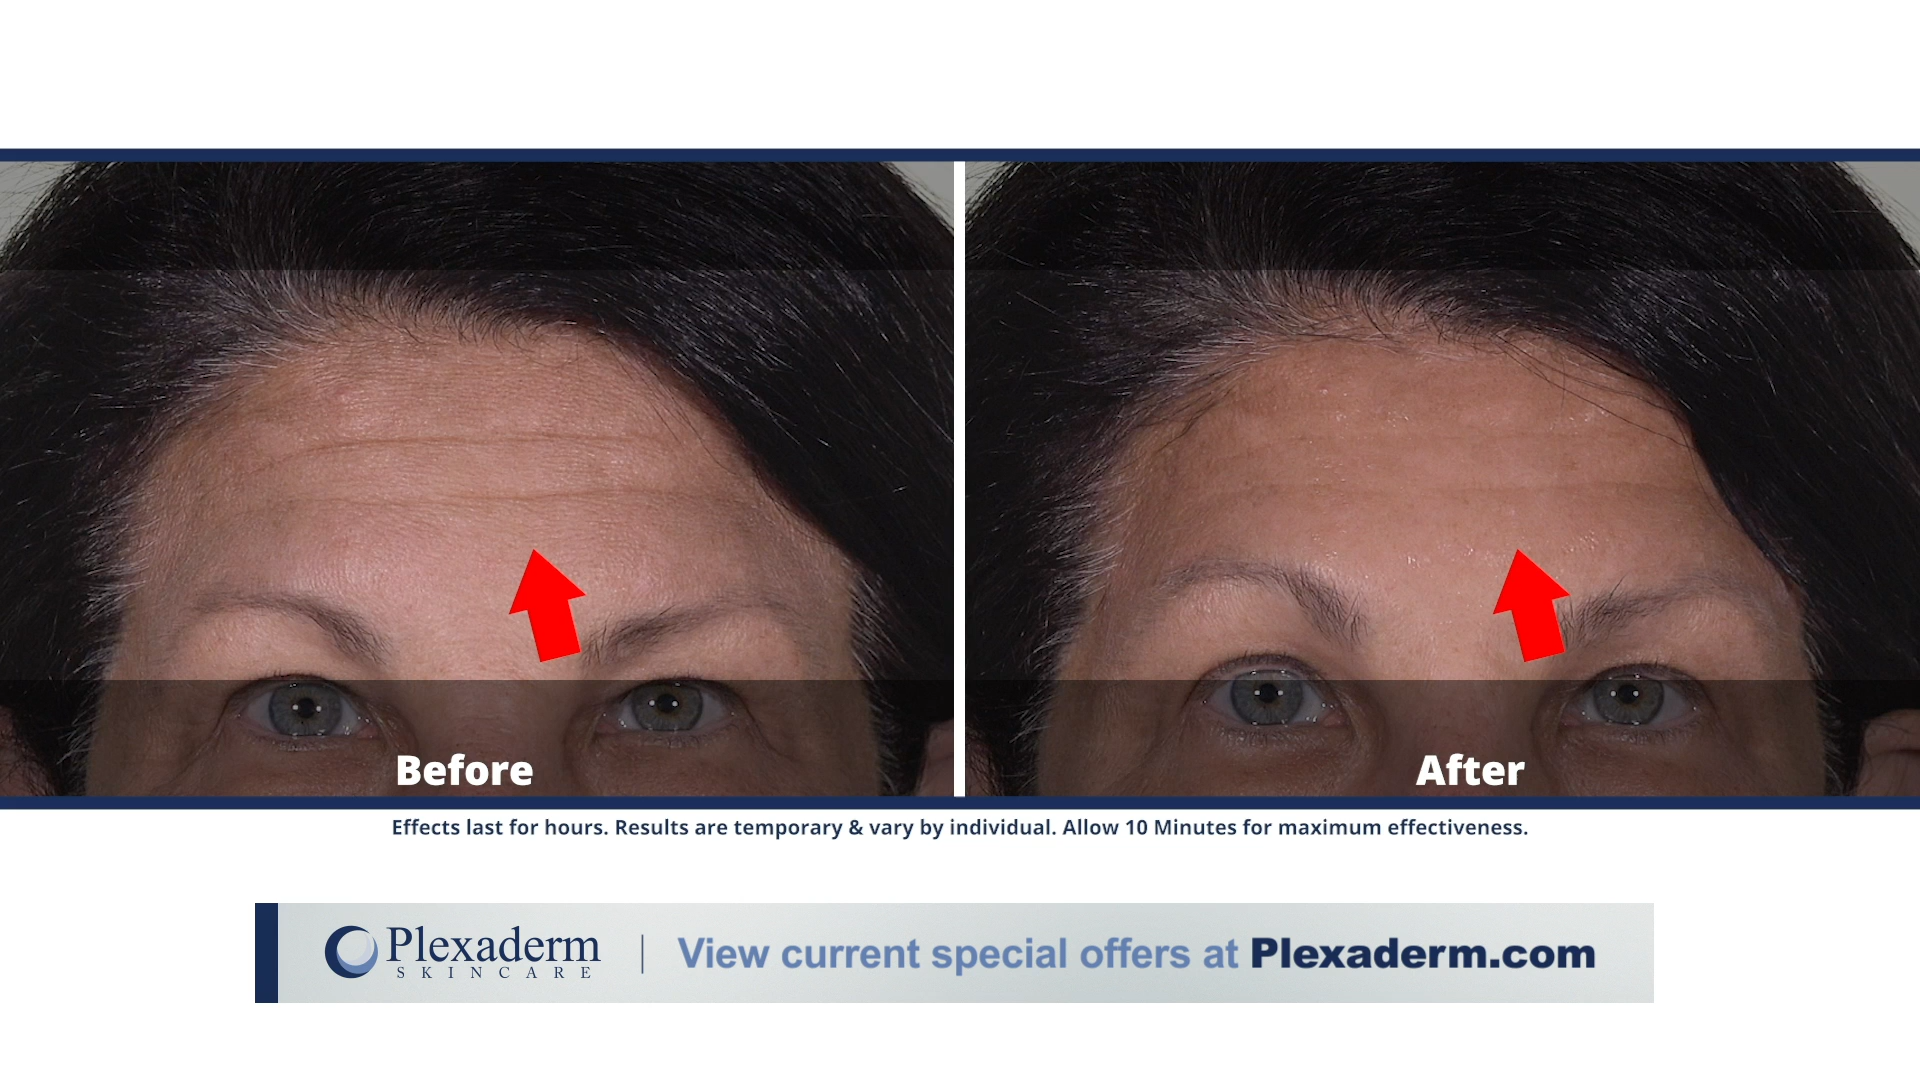 Before
After
Effects last for hours. Results are temporary & vary by individual. Allow 10 Minutes for maximum effectiveness.
Plexaderm
SKINCARE
View current special offers at Plexaderm.com